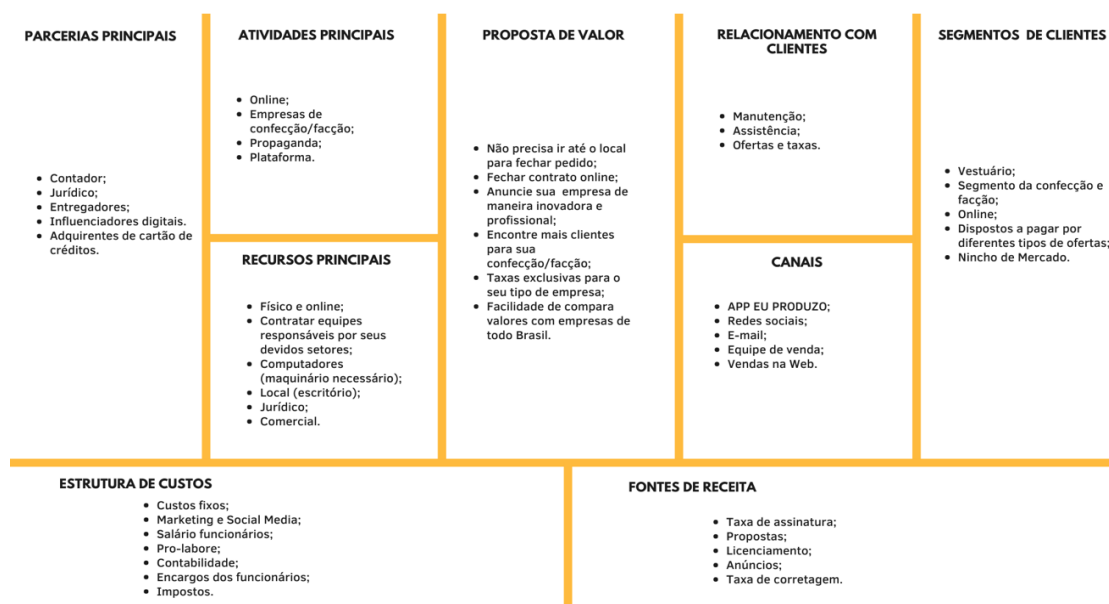 PARCERIAS PRINCIPAIS
• Contador;
• Jurídico;
• Entregadores;
• Influenciadores digitais.
• Adquirentes de cartão de
créditos.
ATIVIDADES PRINCIPAIS
• Online;
• Empresas de
confecção/facção;
• Propaganda;
• Plataforma.
RECURSOS PRINCIPAIS
• Físico e online;
• Contratar equipes
responsáveis por seus
devidos setores;
• Computadores
(maquinário necessário);
• Local (escritório);
• Jurídico;
• Comercial.
PROPOSTA DE VALOR
• Não precisa ir até o local
para fechar pedido;
• Fechar contrato online;
• Anuncie sua empresa de
maneira inovadora e
profissional;
• Encontre mais clientes
para sua
confecção/facção;
• Taxas exclusivas para o
seu tipo de empresa;
• Facilidade de compara
valores com empresas de
todo Brasil.
RELACIONAMENTO COM
CLIENTES
• Manutenção;
• Assistência;
• Ofertas e taxas.
CANAIS
• APP EU PRODUZO;
• Redes sociais;
• E-mail;
• Equipe de venda;
• Vendas na Web.
SEGMENTOS DE CLIENTES
• Vestuário;
• Segmento da confecção e
facção;
• Online;
• Dispostos a pagar por
diferentes tipos de ofertas;
• Nincho de Mercado.
ESTRUTURA DE CUSTOS
• Custos fixos;
• Marketing e Social Media;
• Salário funcionários;
• Pro-labore;
• Contabilidade;
• Encargos dos funcionários;
• Impostos.
FONTES DE RECEITA
• Taxa de assinatura;
• Propostas;
• Licenciamento;
• Anúncios;
• Taxa de corretagem.